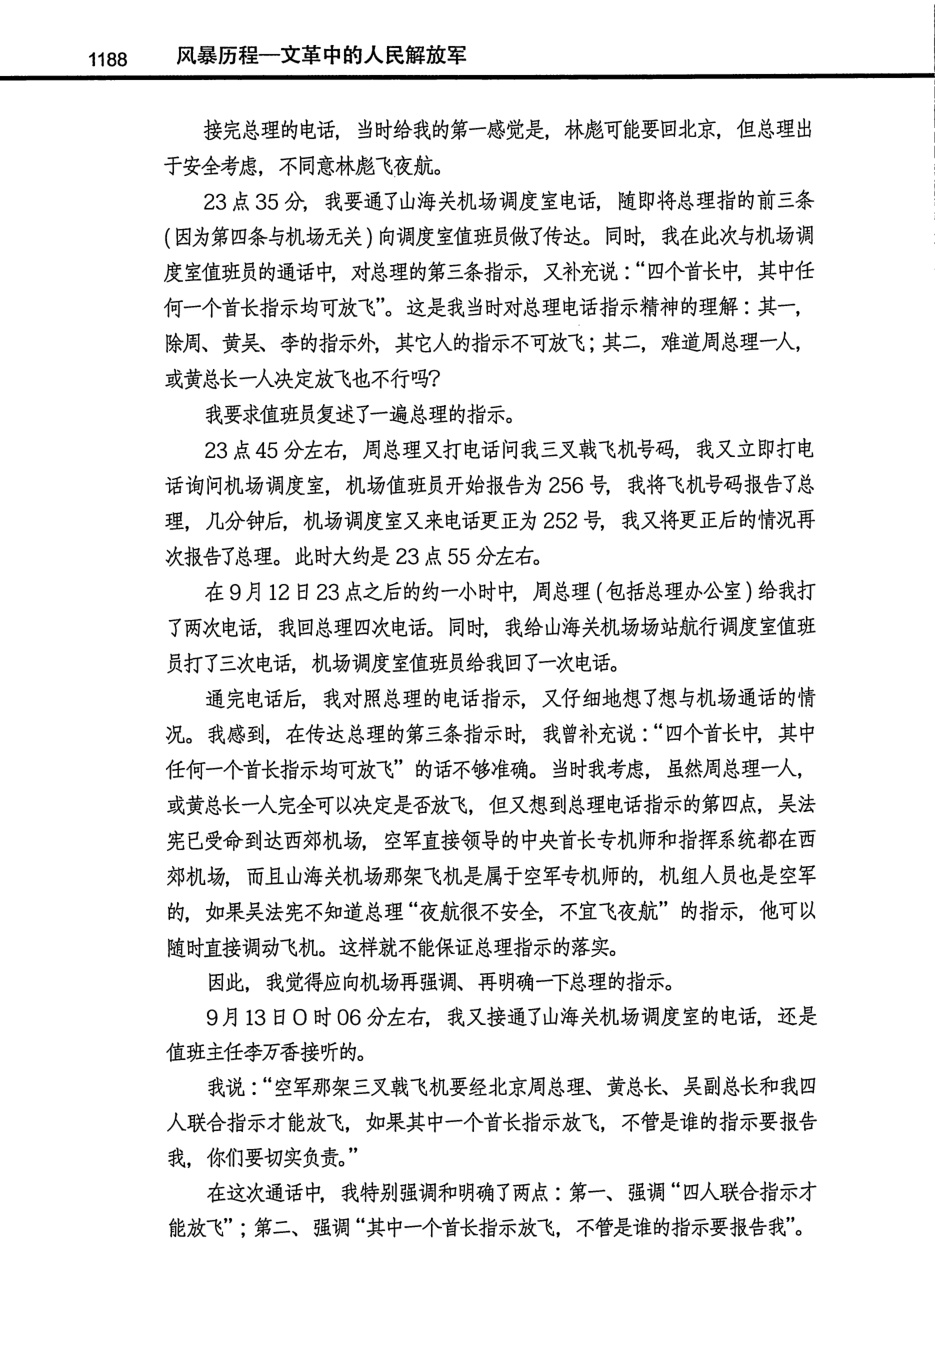 1188 风暴历程—文革中的人民解放军
接完总理的电话，当时给我的第一感觉是，林彪可能要回北京，但总理出
于安全考虑，不同意林彪飞夜航。
23点35分，我要通了山海关机场调度室电话，随即将总理指的前三条
(因为第四条与机场无关)向调度室值班员做了传达。同时，我在此次与机场调
度室值班员的通话中，对总理的第三条指示，又补充说：“四个首长中，其中任
何一个首长指示均可放飞”。这是我当时对总理电话指示精神的理解：其一，
除周、黄吴、李的指示外，其它人的指示不可放飞；其二，难道周总理一人，
或黄总长一人决定放飞也不行吗？
我要求值班员复述了一遍总理的指示。
23点45分左右，周总理又打电话问我三叉戟飞机号码，我又立即打电
话询问机场调度室，机场值班员开始报告为256号，我将飞机号码报告了总
理，几分钟后，机场调度室又来电话更正为252号，我又将更正后的情况再
次报告了总理。此时大约是23点55分左右。
在9月12日23点之后的约一小时中，周总理(包括总理办公室)给我打
了两次电话，我回总理四次电话。同时，我给山海关机场场站航行调度室值班
员打了三次电话，机场调度室值班员给我回了一次电话。
通完电话后，我对照总理的电话指示，又仔细地想了想与机场通话的情
况。我感到，在传达总理的第三条指示时，我曾补充说：“四个首长中，其中
任何一个首长指示均可放飞”的话不够准确。当时我考虑，虽然周总理一人，
或黄总长一人完全可以决定是否放飞，但又想到总理电话指示的第四点，吴法
宪已受命到达西郊机场，空军直接领导的中央首长专机师和指挥系统都在西
郊机场，而且山海关机场那架飞机是属于空军专机师的，机组人员也是空军
的，如果吴法宪不知道总理“夜航很不安全，不宜飞夜航”的指示，他可以
随时直接调动飞机。这样就不能保证总理指示的落实。
因此，我觉得应向机场再强调、再明确一下总理的指示。
9月13日0时06分左右，我又接通了山海关机场调度室的电话，还是
值班主任李万香接听的。
我说：“空军那架三叉戟飞机要经北京周总理、黄总长、吴副总长和我四
人联合指示才能放飞，如果其中一个首长指示放飞，不管是谁的指示要报告
我，你们要切实负责。”
在这次通话中，我特别强调和明确了两点：第一、强调“四人联合指示才
能放飞”；第二、强调“其中一个首长指示放飞，不管是谁的指示要报告我”。